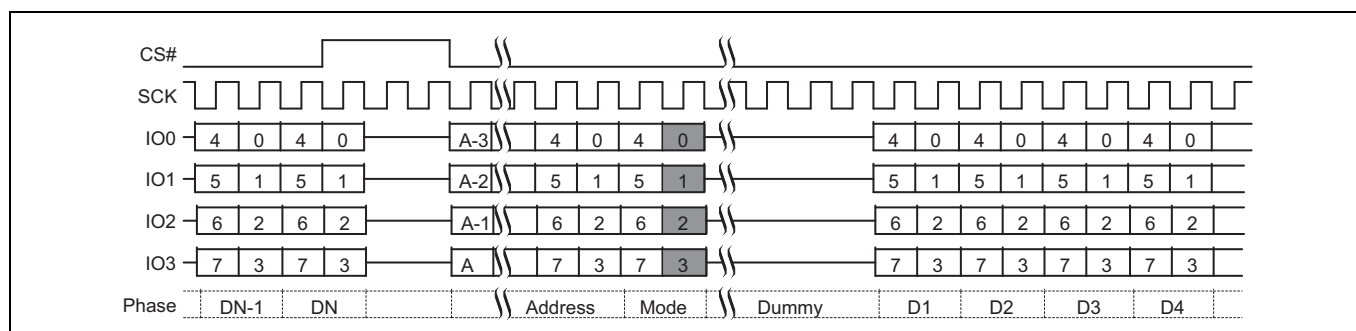 CS#
SCK
IO0 4 0 4 0 A-3 4 0 4 0 4 0 4 0 4 0 4 0
IO1 5 1 5 1 A-2 5 1 5 1 5 1 5 1 5 1 5 1
IO2 6 2 6 2 A-1 6 2 6 2 6 2 6 2 6 2 6 2
IO3 7 3 7 3 A 7 3 7 3 7 3 7 3 7 3 7 3
Phase DN-1 DN Address Mode Dummy D1 D2 D3 D4